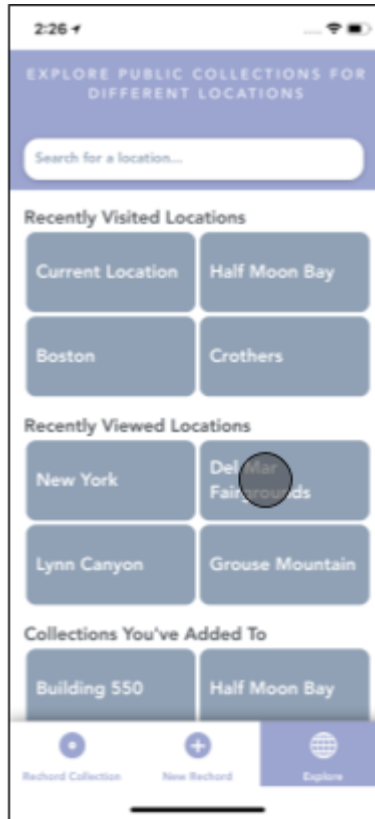 2:26
EXPLORE PUBLIC COLLECTIONS FOR
DIFFERENT LOCATIONS
Search for a location...
Recently Visited Locations
Current Location
Half Moon Bay
Boston
Crothers
Recently Viewed Locations
New York
Del Mar
Fairgrounds
Lynn Canyon
Grouse Mountain
Collections You've Added To
Building 550
Half Moon Bay
Rechord Collection
New Rechord
Explore